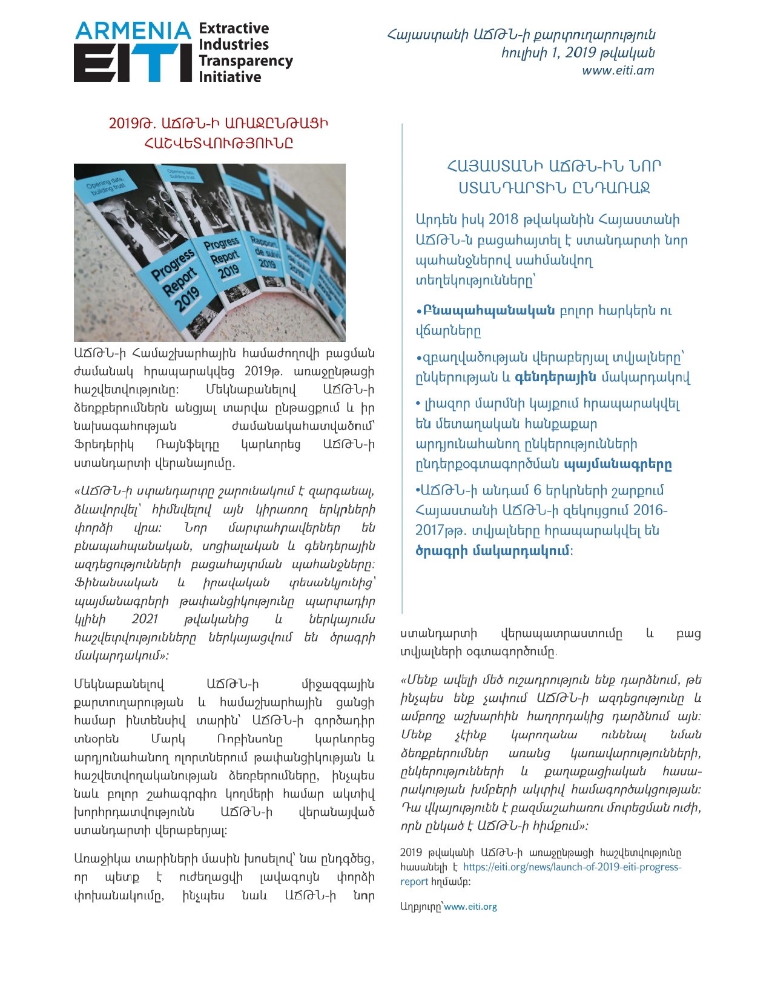 ARMENIA
EITI
Extractive
Industries
Transparency
Initiative
Հայաստանի ԱՃԹՆ-ի քարտուղարություն
հուլիսի 1, 2019 թվական
www.eiti.am
2019Թ. ԱՃԹՆ-Ի ԱՌԱՋԸՆԹԱՑԻ
ՀԱՇՎԵՏՎՈՒԹՅՈՒՆԸ
Opening data,
building trust
Opening data,
building trust
Progress
Report
2019
Progress
Report
2019
Rapport
de suivi
2019
ԱՃԹՆ-ի Համաշխարհային համաժողովի բացման
ժամանակ հրապարակվեց 2019թ. առաջընթացի
հաշվետվությունը: Մեկնաբանելով ԱՃԹՆ-ի
ձեռքբերումներն անցյալ տարվա ընթացքում և իր
նախագահության ժամանակահատվածում՝
Ֆրեդերիկ Ռայնֆելդը կարևորեց ԱՃԹՆ-ի
ստանդարտի վերանայումը.
«ԱՃԹՆ-ի ստանդարտը շարունակում է զարգանալ,
ձևավորվել՝ հիմնվելով այն կիրառող երկրների
փորձի վրա: Նոր մարտահրավերներ են
բնապահպանական, սոցիալական և գենդերային
ազդեցությունների բացահայտման պահանջները:
Ֆինանսական և իրավական տեսանկյունից՝
պայմանագրերի թափանցիկությունը պարտադիր
կլինի 2021 թվականից և ներկայումս
հաշվետվությունները ներկայացվում են ծրագրի
մակարդակում»:
Մեկնաբանելով ԱՃԹՆ-ի միջազգային
քարտուղարության և համաշխարհային ցանցի
համար ինտենսիվ տարին՝ ԱՃԹՆ-ի գործադիր
տնօրեն Մարկ Ռոբինսոնը կարևորեց
արդյունահանող ոլորտներում թափանցիկության և
հաշվետվողականության ձեռբերումները, ինչպես
նաև բոլոր շահագրգիռ կողմերի համար ակտիվ
խորհրդատվությունն ԱՃԹՆ-ի վերանայված
ստանդարտի վերաբերյալ:
Առաջիկա տարիների մասին խոսելով՝ նա ընդգծեց,
որ պետք է ուժեղացվի լավագույն փորձի
փոխանակումը, ինչպես նաև ԱՃԹՆ-ի նոր
ՀԱՅԱՍՏԱՆԻ ԱՃԹՆ-ԻՆ ՆՈՐ
ՍՏԱՆԴԱՐՏԻՆ ԸՆԴԱՌԱՋ
Արդեն իսկ 2018 թվականին Հայաստանի
ԱՃԹՆ-ն բացահայտել է ստանդարտի նոր
պահանջներով սահմանվող
տեղեկությունները՝
•Բնապահպանական բոլոր հարկերն ու
վճարները
•զբաղվածության վերաբերյալ տվյալները՝
ընկերության և գենդերային մակարդակով
• լիազոր մարմնի կայքում հրապարակվել
են մետաղական հանքաքար
արդյունահանող ընկերությունների
ընդերքօգտագործման պայմանագրերը
•ԱՃԹՆ-ի անդամ 6 երկրների շարքում
Հայաստանի ԱՃԹՆ-ի զեկույցում 2016-
2017թթ. տվյալները հրապարակվել են
ծրագրի մակարդակում:
ստանդարտի վերապատրաստումը և բաց
տվյալների օգտագործումը.
«Մենք ավելի մեծ ուշադրություն ենք դարձնում, թե
ինչպես ենք չափում ԱՃԹՆ-ի ազդեցությունը և
ամբողջ աշխարհին հաղորդակից դարձնում այն:
Մենք չէինք կարողանա ունենալ նման
ձեռքբերումներ առանց կառավարությունների,
ընկերությունների և քաղաքացիական հասա-
րակության խմբերի ակտիվ համագործակցության:
Դա վկայությունն է բազմաշահառու մոտեցման ուժի,
որն ընկած է ԱՃԹՆ-ի հիմքում»:
2019 թվականի ԱՃԹՆ-ի առաջընթացի հաշվետվությունը
հասանելի է https://eiti.org/news/launch-of-2019-eiti-progress-
report հղմամբ:
Աղբյուրը՝www.eiti.org